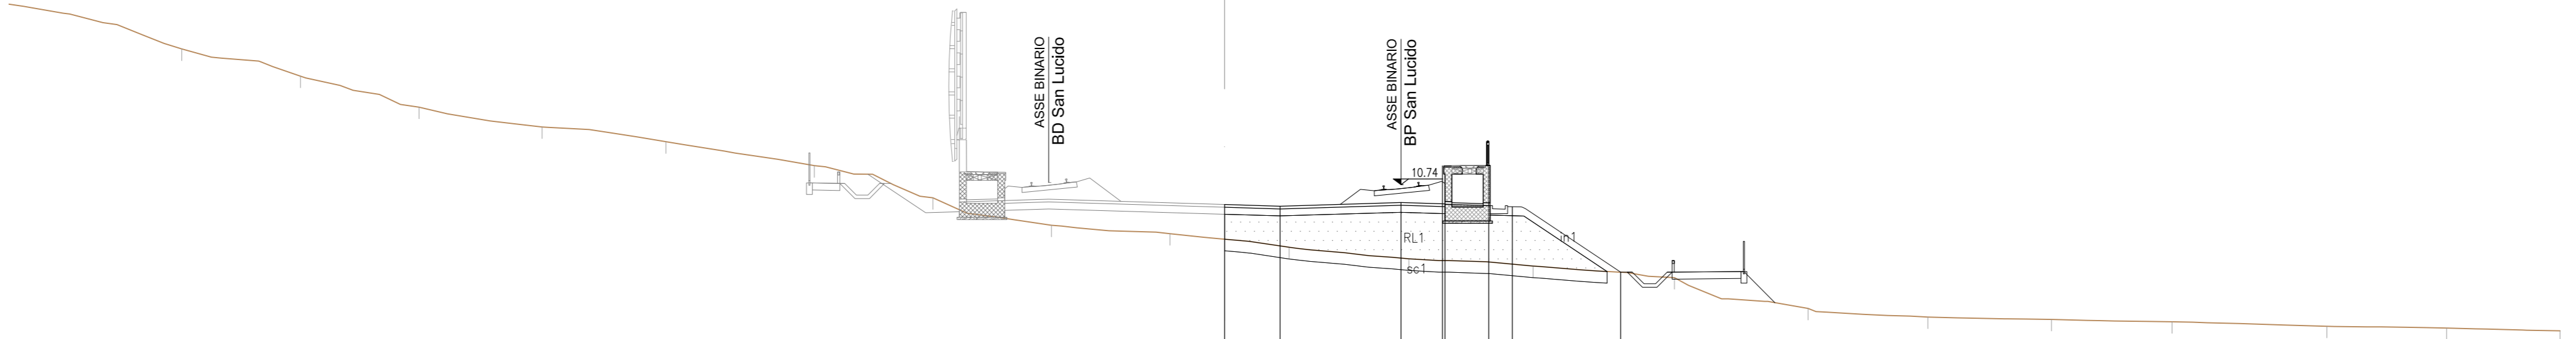 ASSE BINARIO
BD San Lucido
ASSE BINARIO
BP San Lucido
10.74
RL1
in1
sc1